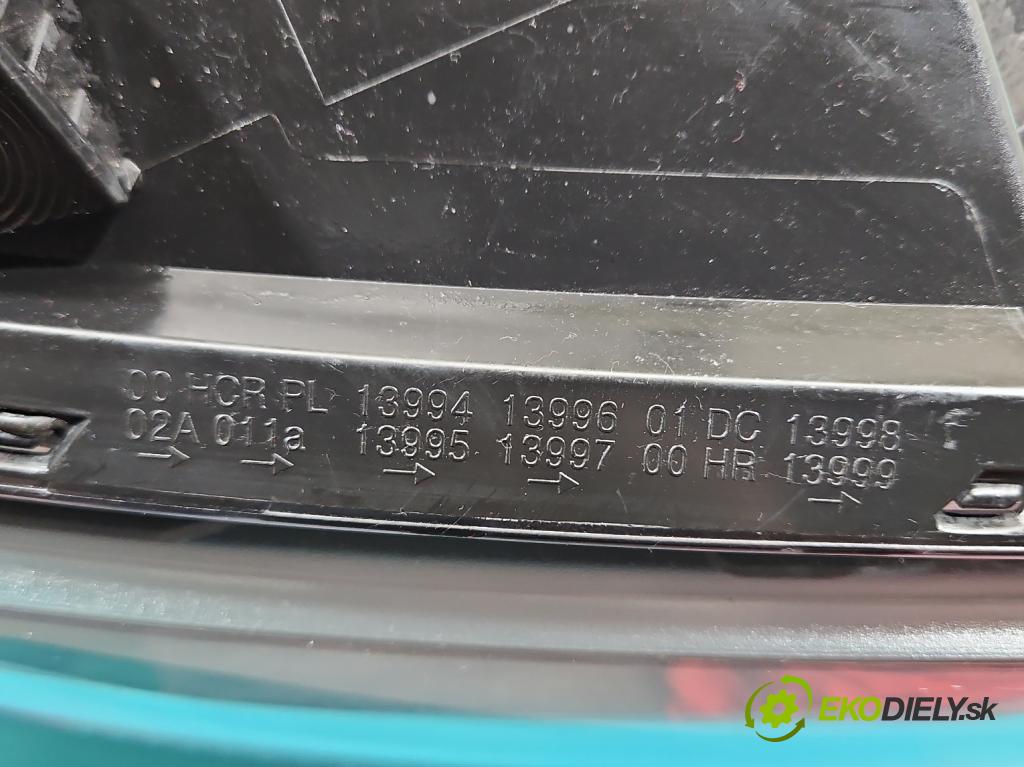 00 HCR PL 13994 13996 01 DC 13998
02A 011a 13995 13997 00 HR 13999
→ → → → →
EKODIELY.sk